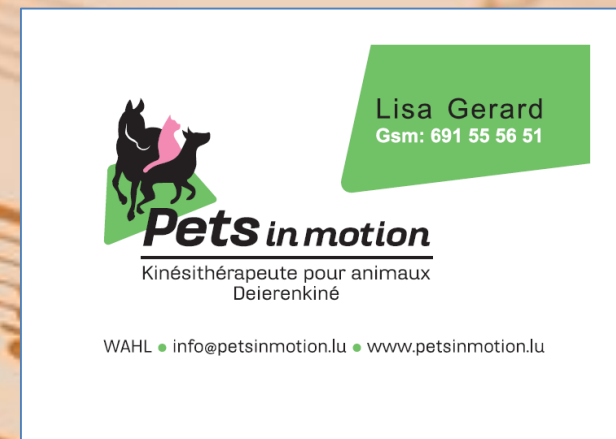 Lisa Gerard
Gsm: 691 55 56 51
Pets in motion
Kinésithérapeute pour animaux
Deierenkiné
WAHL • info@petsinmotion.lu • www.petsinmotion.lu